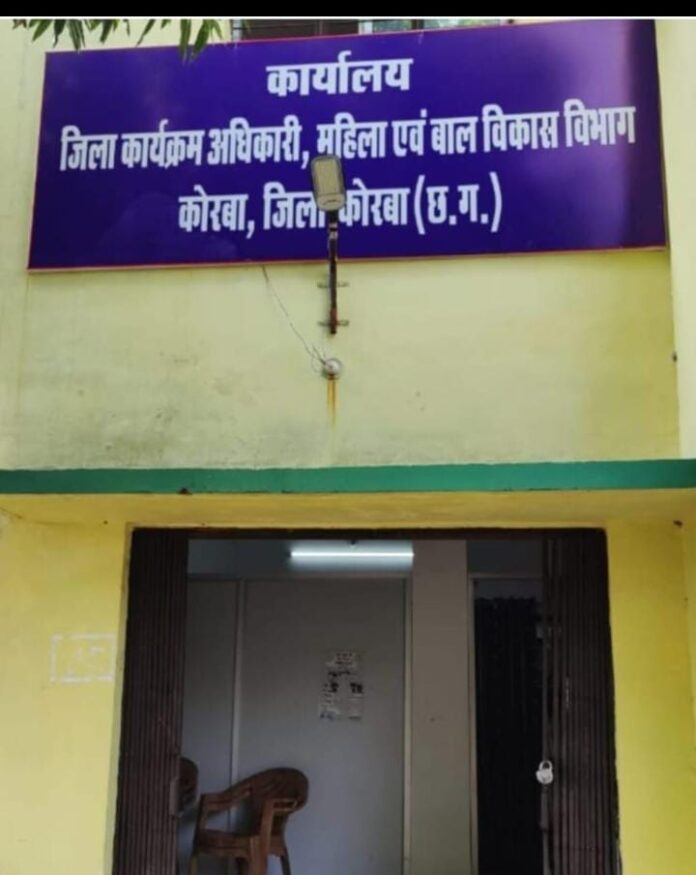 कार्यालय
जिला कार्यक्रम अधिकारी, महिला एवं बाल विकास विभाग
कोरबा, जिला कोरबा (छ.ग.)